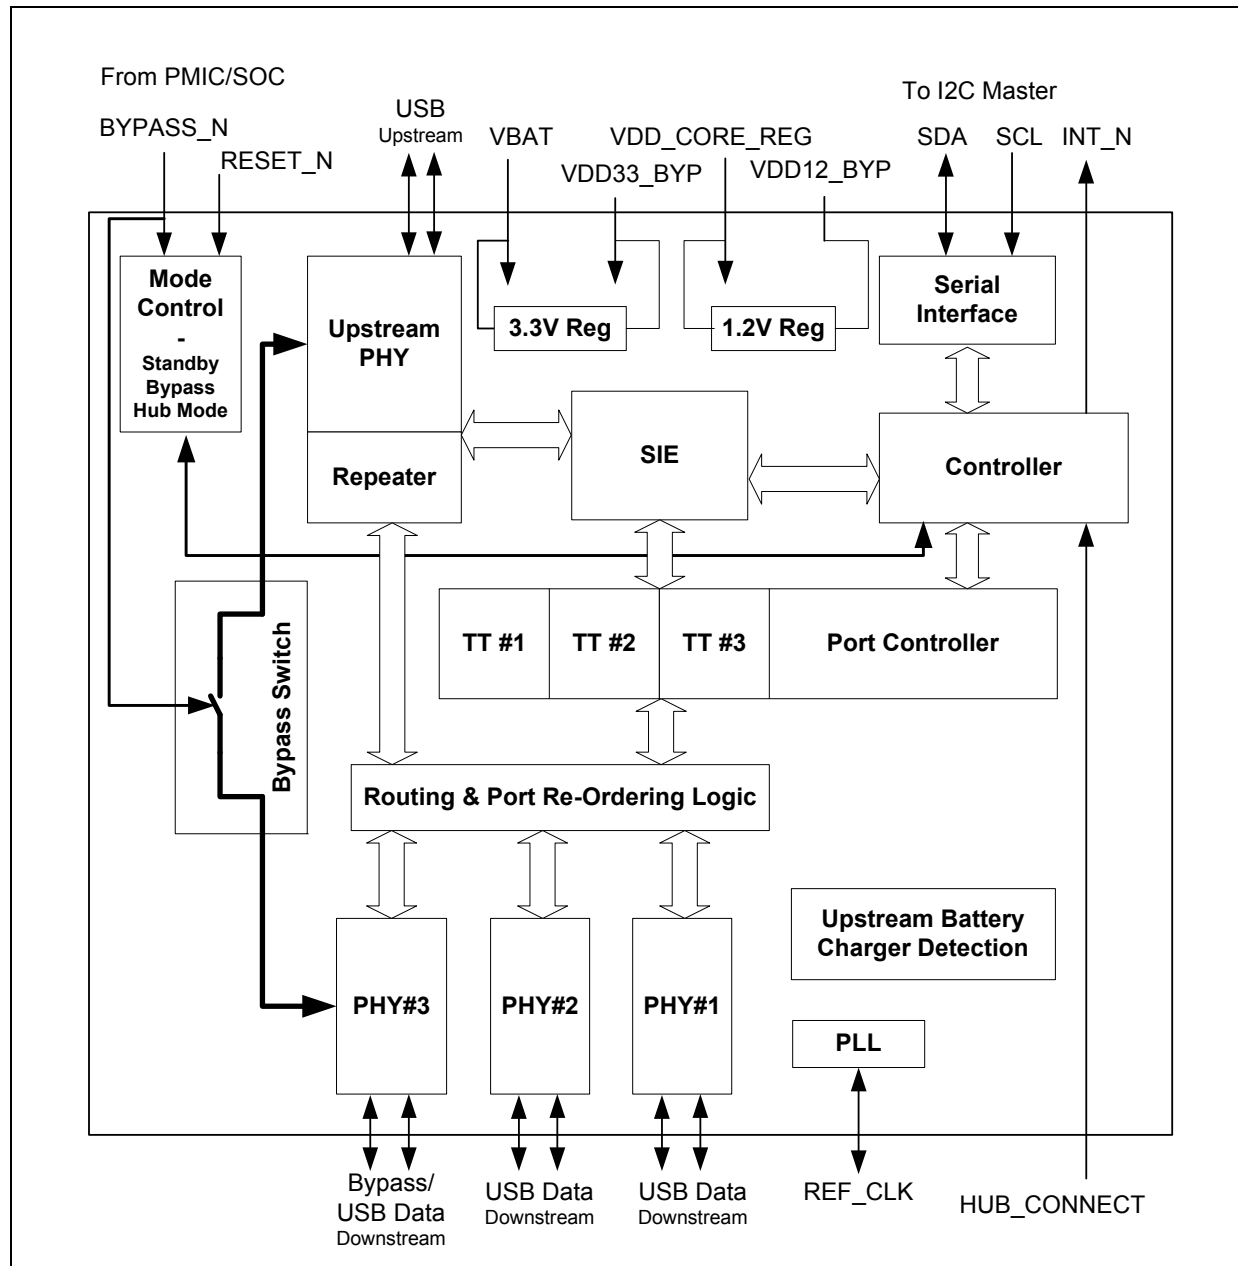 From PMIC/SOC
BYPASS_N
RESET_N
USB
Upstream
VBAT
VDD33_BYP
VDD_CORE_REG
VDD12_BYP
To I2C Master
SDA
SCL
INT_N
Mode
Control
-
Standby
Bypass
Hub Mode
Upstream
PHY
Repeater
3.3V Reg
1.2V Reg
Serial
Interface
SIE
Controller
Bypass Switch
TT #1
TT #2
TT #3
Port Controller
Routing & Port Re-Ordering Logic
PHY#3
PHY#2
PHY#1
Upstream Battery
Charger Detection
PLL
Bypass/
USB Data
Downstream
USB Data
Downstream
USB Data
Downstream
REF_CLK
HUB_CONNECT